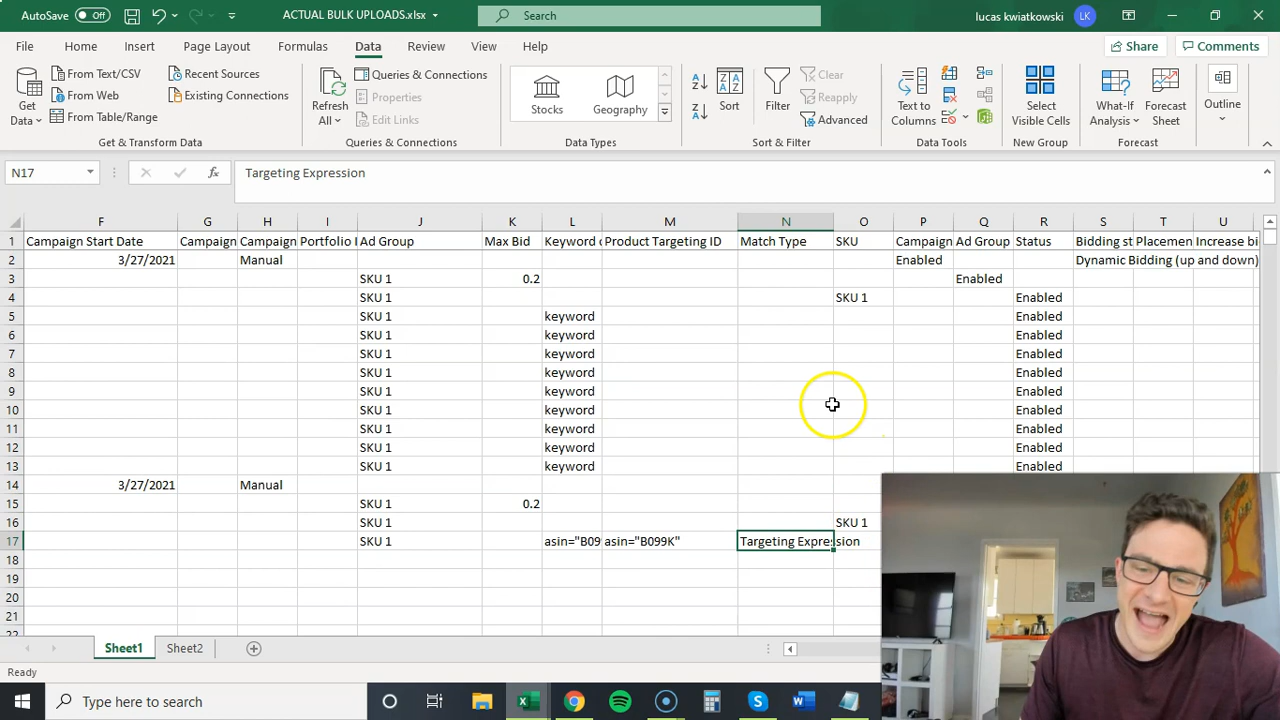 AutoSave Off ACTUAL BULK UPLOADS.xlsx Search lucas kwiatkowski LK
File Home Insert Page Layout Formulas Data Review View Help Share Comments
Get Data From Text/CSV From Web From Table/Range Recent Sources Existing Connections
Refresh All Queries & Connections Properties Edit Links
Stocks Geography
Sort Filter Clear Reapply Advanced
Text to Columns Select Visible Cells What-If Analysis Forecast Sheet Outline
Get & Transform Data Queries & Connections Data Types Sort & Filter Data Tools New Group Forecast
N17 fx Targeting Expression
F G H I J K L M N O P Q R S T U
1 Campaign Start Date Campaign Campaign Portfolio I Ad Group Max Bid Keyword o Product Targeting ID Match Type SKU Campaign Ad Group Status Bidding st Placemen Increase bi
2 3/27/2021 Manual Enabled Dynamic Bidding (up and down)
3 SKU 1 0.2 Enabled
4 SKU 1 SKU 1 Enabled
5 SKU 1 keyword Enabled
6 SKU 1 keyword Enabled
7 SKU 1 keyword Enabled
8 SKU 1 keyword Enabled
9 SKU 1 keyword Enabled
10 SKU 1 keyword Enabled
11 SKU 1 keyword Enabled
12 SKU 1 keyword Enabled
13 SKU 1 keyword Enabled
14 3/27/2021 Manual
15 SKU 1 0.2
16 SKU 1 SKU 1
17 SKU 1 asin="B09 asin="B099K" Targeting Expression
18
19
20
21
22
Sheet1 Sheet2
Ready
Type here to search